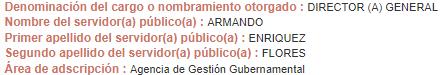 Denominación del cargo o nombramiento otorgado : DIRECTOR (A) GENERAL
Nombre del servidor(a) público(a) : ARMANDO
Primer apellido del servidor(a) público(a) : ENRIQUEZ
Segundo apellido del servidor(a) público(a) : FLORES
Área de adscripción : Agencia de Gestión Gubernamental